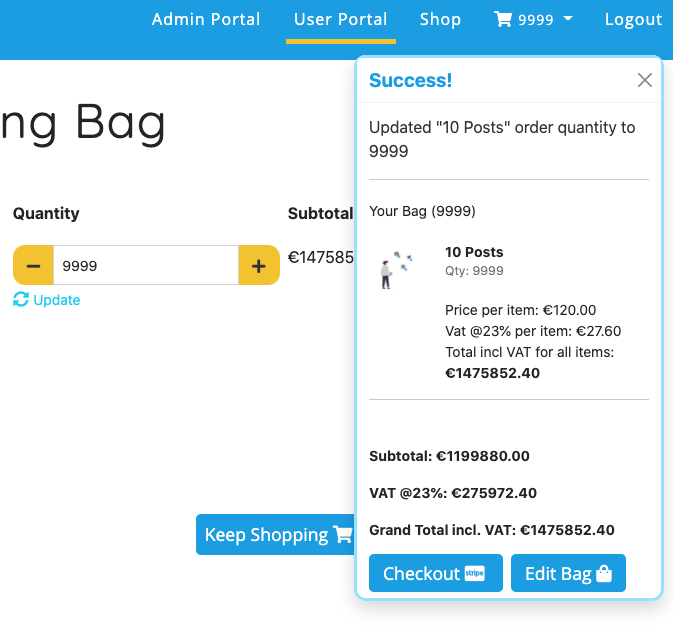 Admin Portal User Portal Shop 9999 Logout
ng Bag
Quantity Subtotal
9999 €147585
Update
Keep Shopping
Success!
Updated "10 Posts" order quantity to
9999
Your Bag (9999)
10 Posts
Qty: 9999
Price per item: €120.00
Vat @23% per item: €27.60
Total incl VAT for all items:
€1475852.40
Subtotal: €1199880.00
VAT @23%: €275972.40
Grand Total incl. VAT: €1475852.40
Checkout stripe Edit Bag